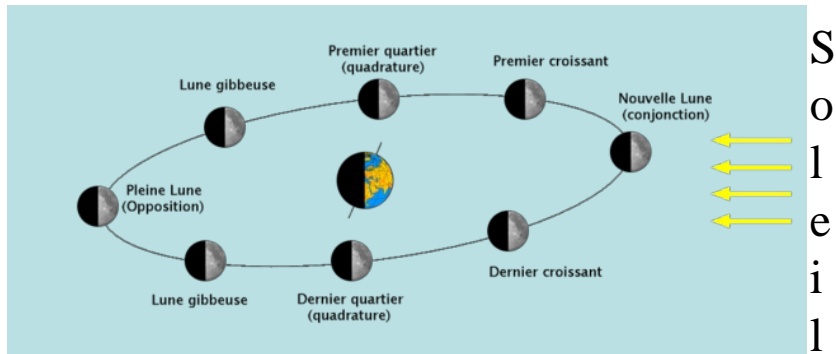 Premier quartier
(quadrature)
Premier croissant
Lune gibbeuse
Nouvelle Lune
(conjonction)
Pleine Lune
(Opposition)
Dernier croissant
Lune gibbeuse
Dernier quartier
(quadrature)
S
o
l
e
i
l